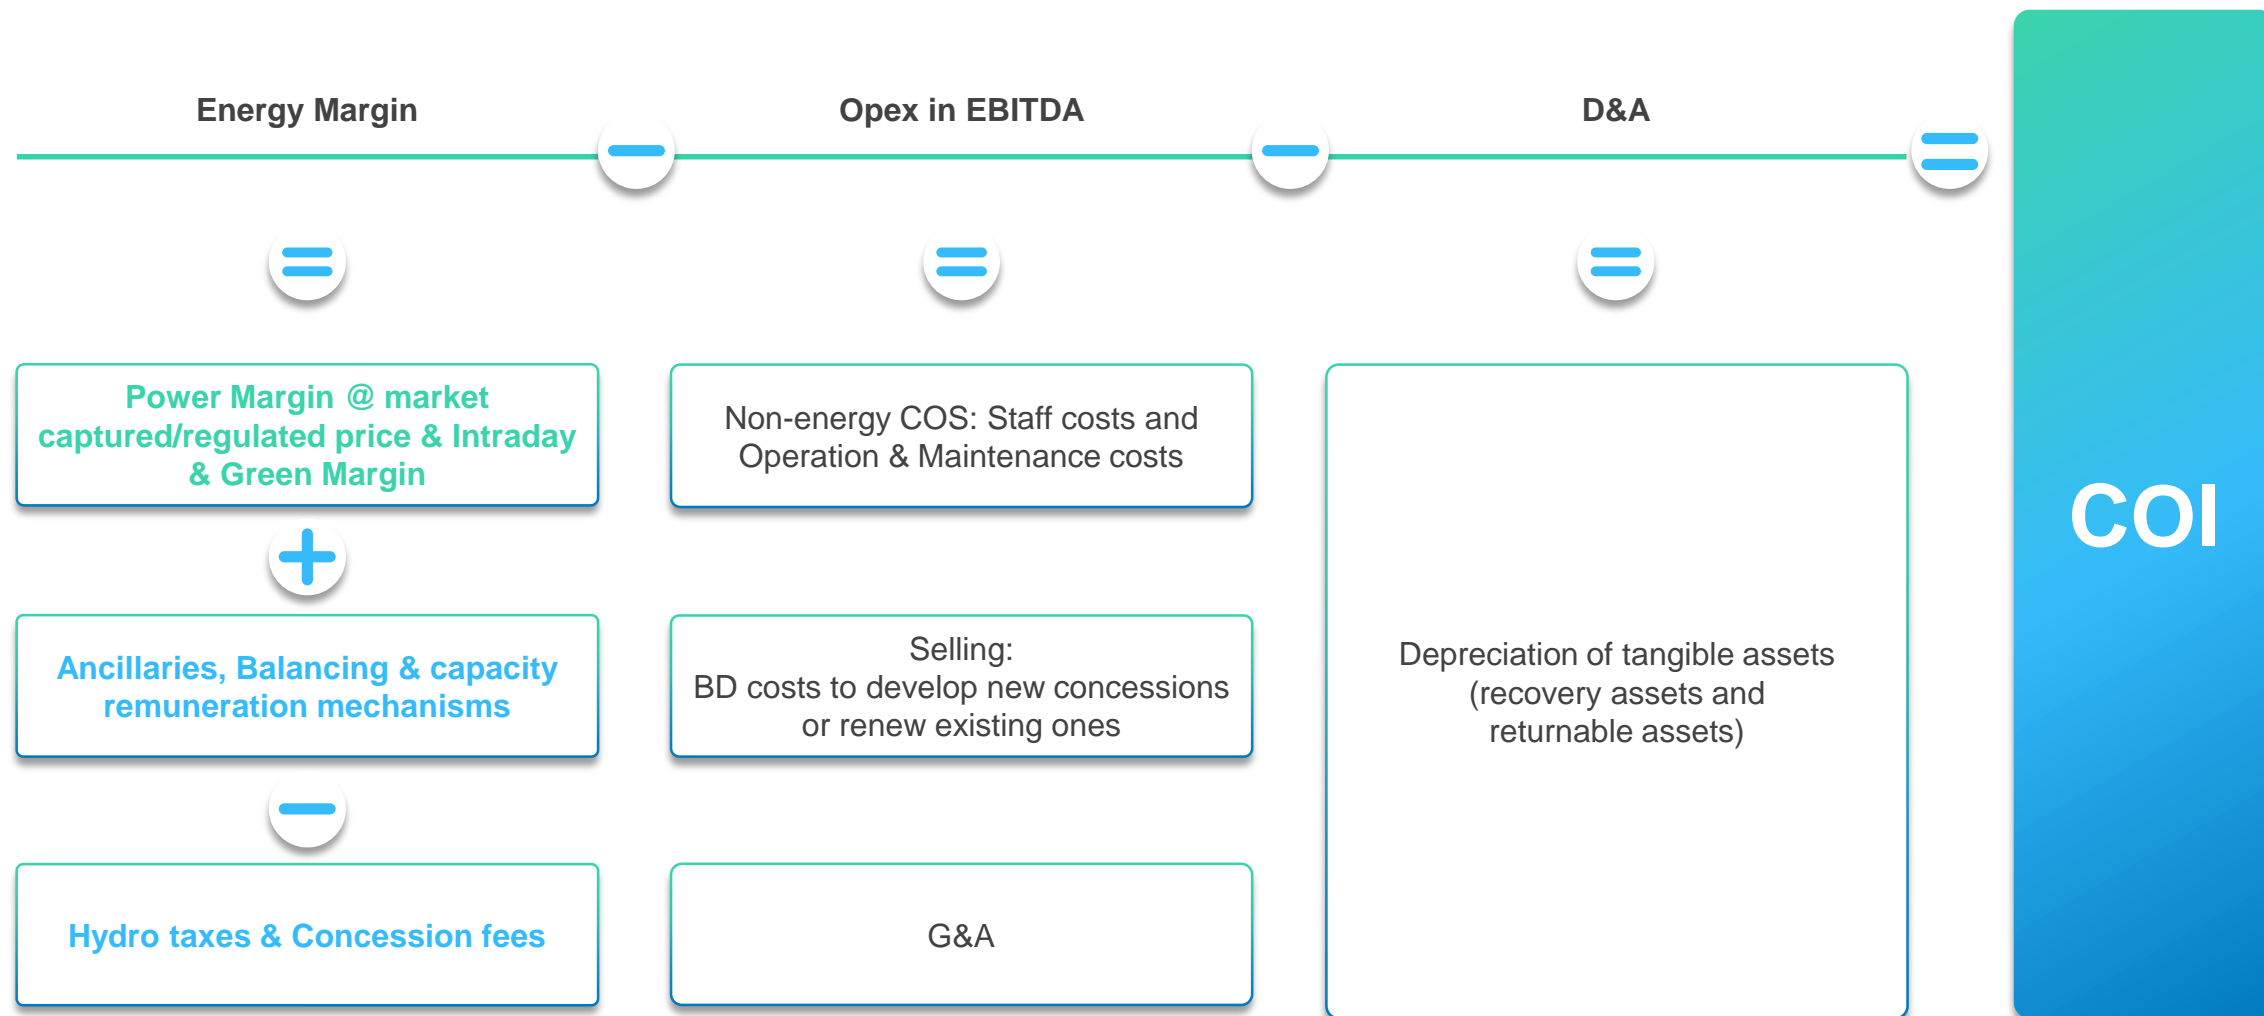 Energy Margin
Opex in EBITDA
D&A
Power Margin @ market
captured/regulated price & Intraday
& Green Margin
Ancillaries, Balancing & capacity
remuneration mechanisms
Hydro taxes & Concession fees
Non-energy COS: Staff costs and
Operation & Maintenance costs
Selling:
BD costs to develop new concessions
or renew existing ones
G&A
Depreciation of tangible assets
(recovery assets and
returnable assets)
COI